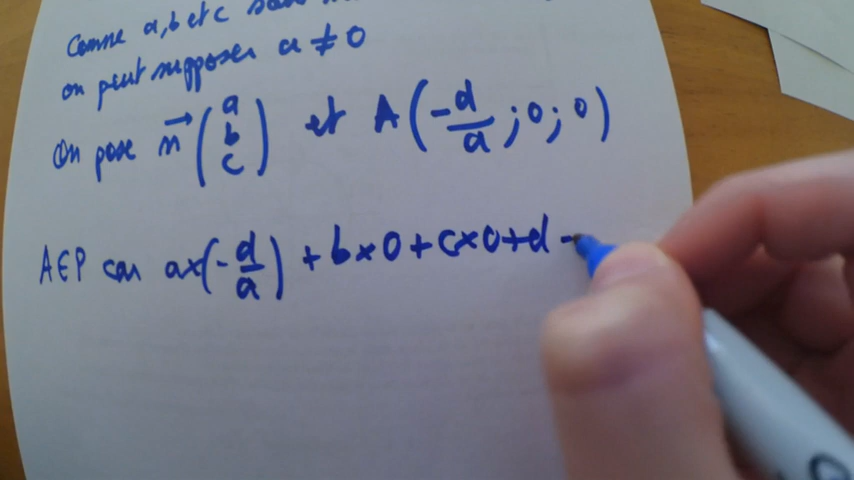 Comme a, b et c
on peut supposer a ≠ 0
On pose n⃗ (a b c) et A(-d/a ; 0 ; 0)
A∈P car a×(-d/a) + b×0 + c×0 + d